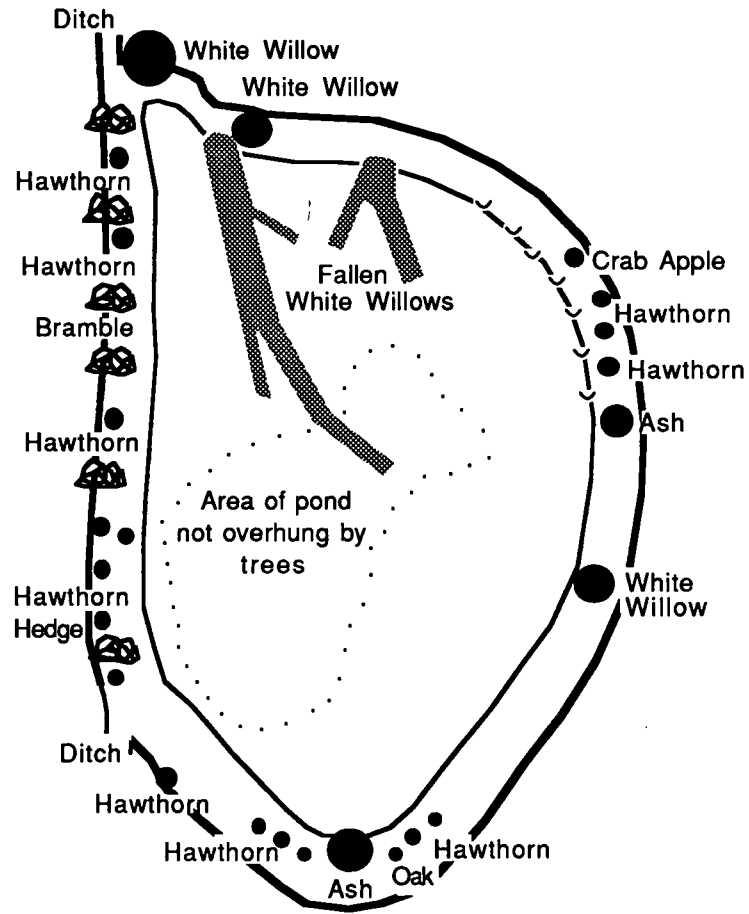 Ditch
White Willow
White Willow
Hawthorn
Crab Apple
Hawthorn
Fallen
White Willows
Hawthorn
Bramble
Hawthorn
Hawthorn
Ash
Area of pond
not overhung by
trees
White
Willow
Hawthorn
Hedge
Ditch
Hawthorn
Hawthorn
Hawthorn
Oak
Ash